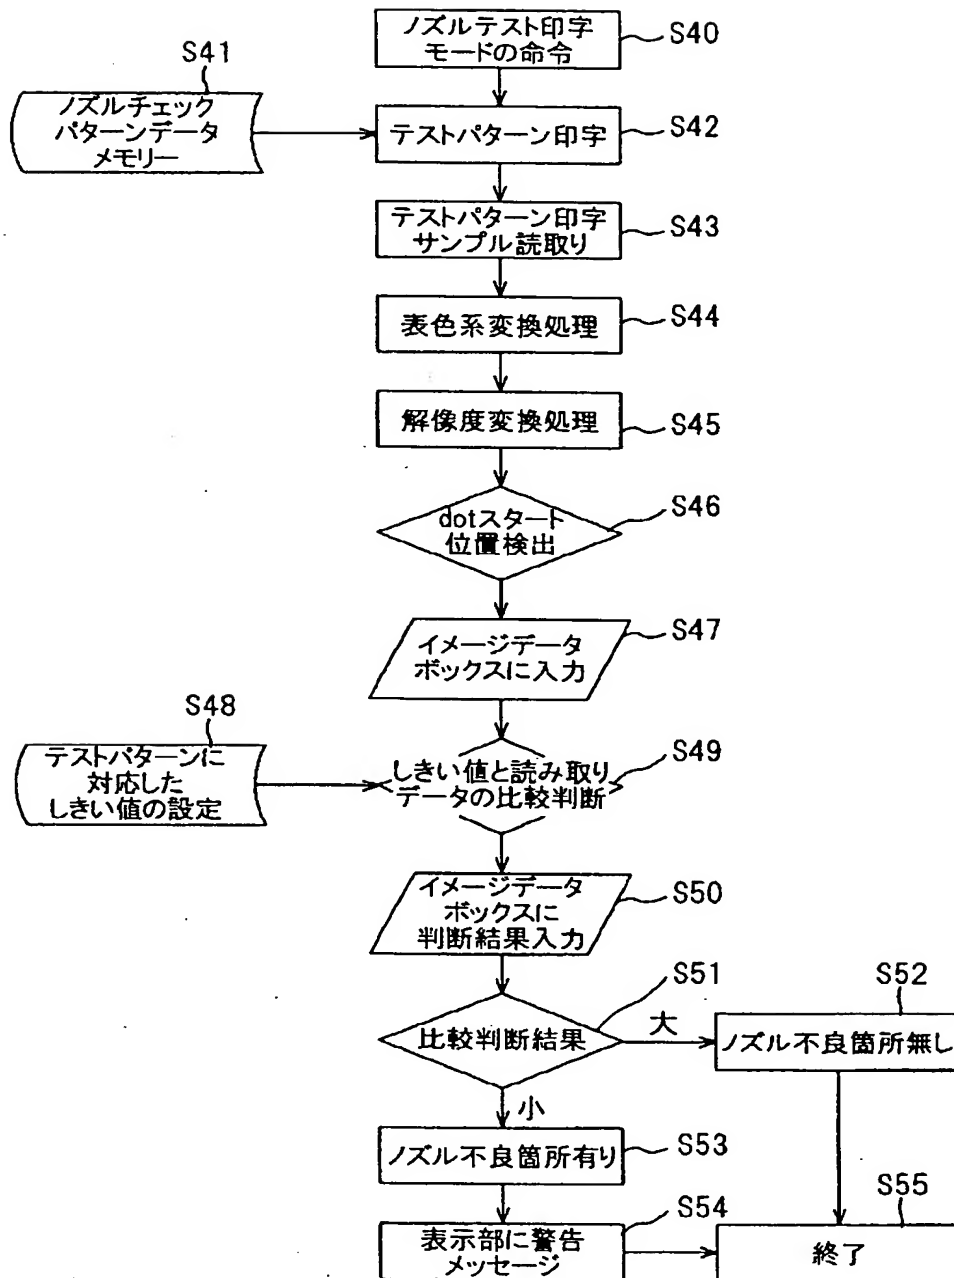 ノズルテスト印字
モードの命令
S40
S41
ノズルチェック
パターンデータ
メモリー
テストパターン印字
S42
テストパターン印字
サンプル読取り
S43
表色系変換処理
S44
解像度変換処理
S45
dotスタート
位置検出
S46
イメージデータ
ボックスに入力
S47
S48
テストパターンに
対応した
しきい値の設定
しきい値と読み取り
データの比較判断
S49
イメージデータ
ボックスに
判断結果入力
S50
比較判断結果
S51
大
S52
ノズル不良箇所無し
小
ノズル不良箇所有り
S53
表示部に警告
メッセージ
S54
S55
終了